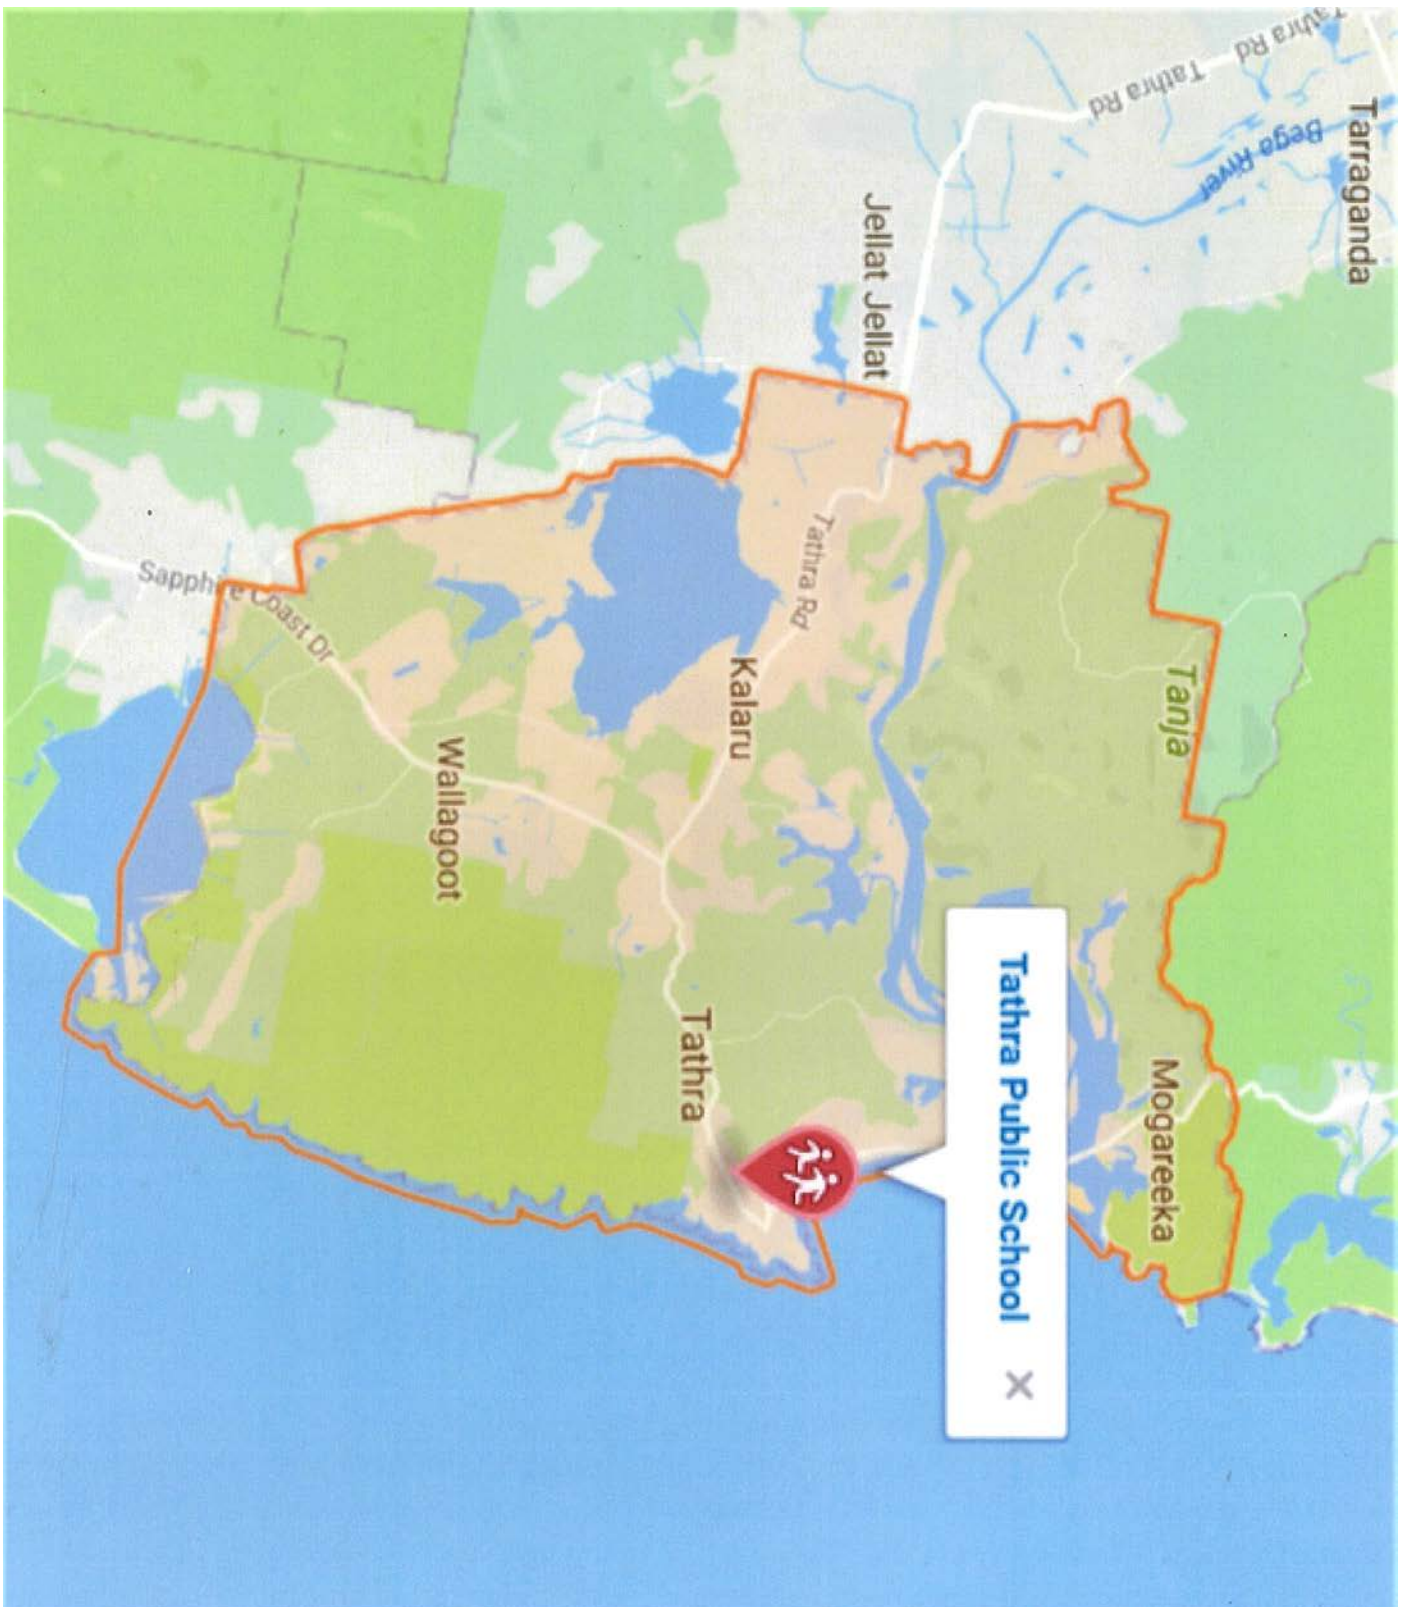 Tarraganda
Tathra Rd
Tathra Rd
Bega River
Tanja
Mogareeka
Tathra Public School ×
Jellat Jellat
Tathra Rd
Kalaru
Tathra
Wallagoot
Sapphire Coast Dr